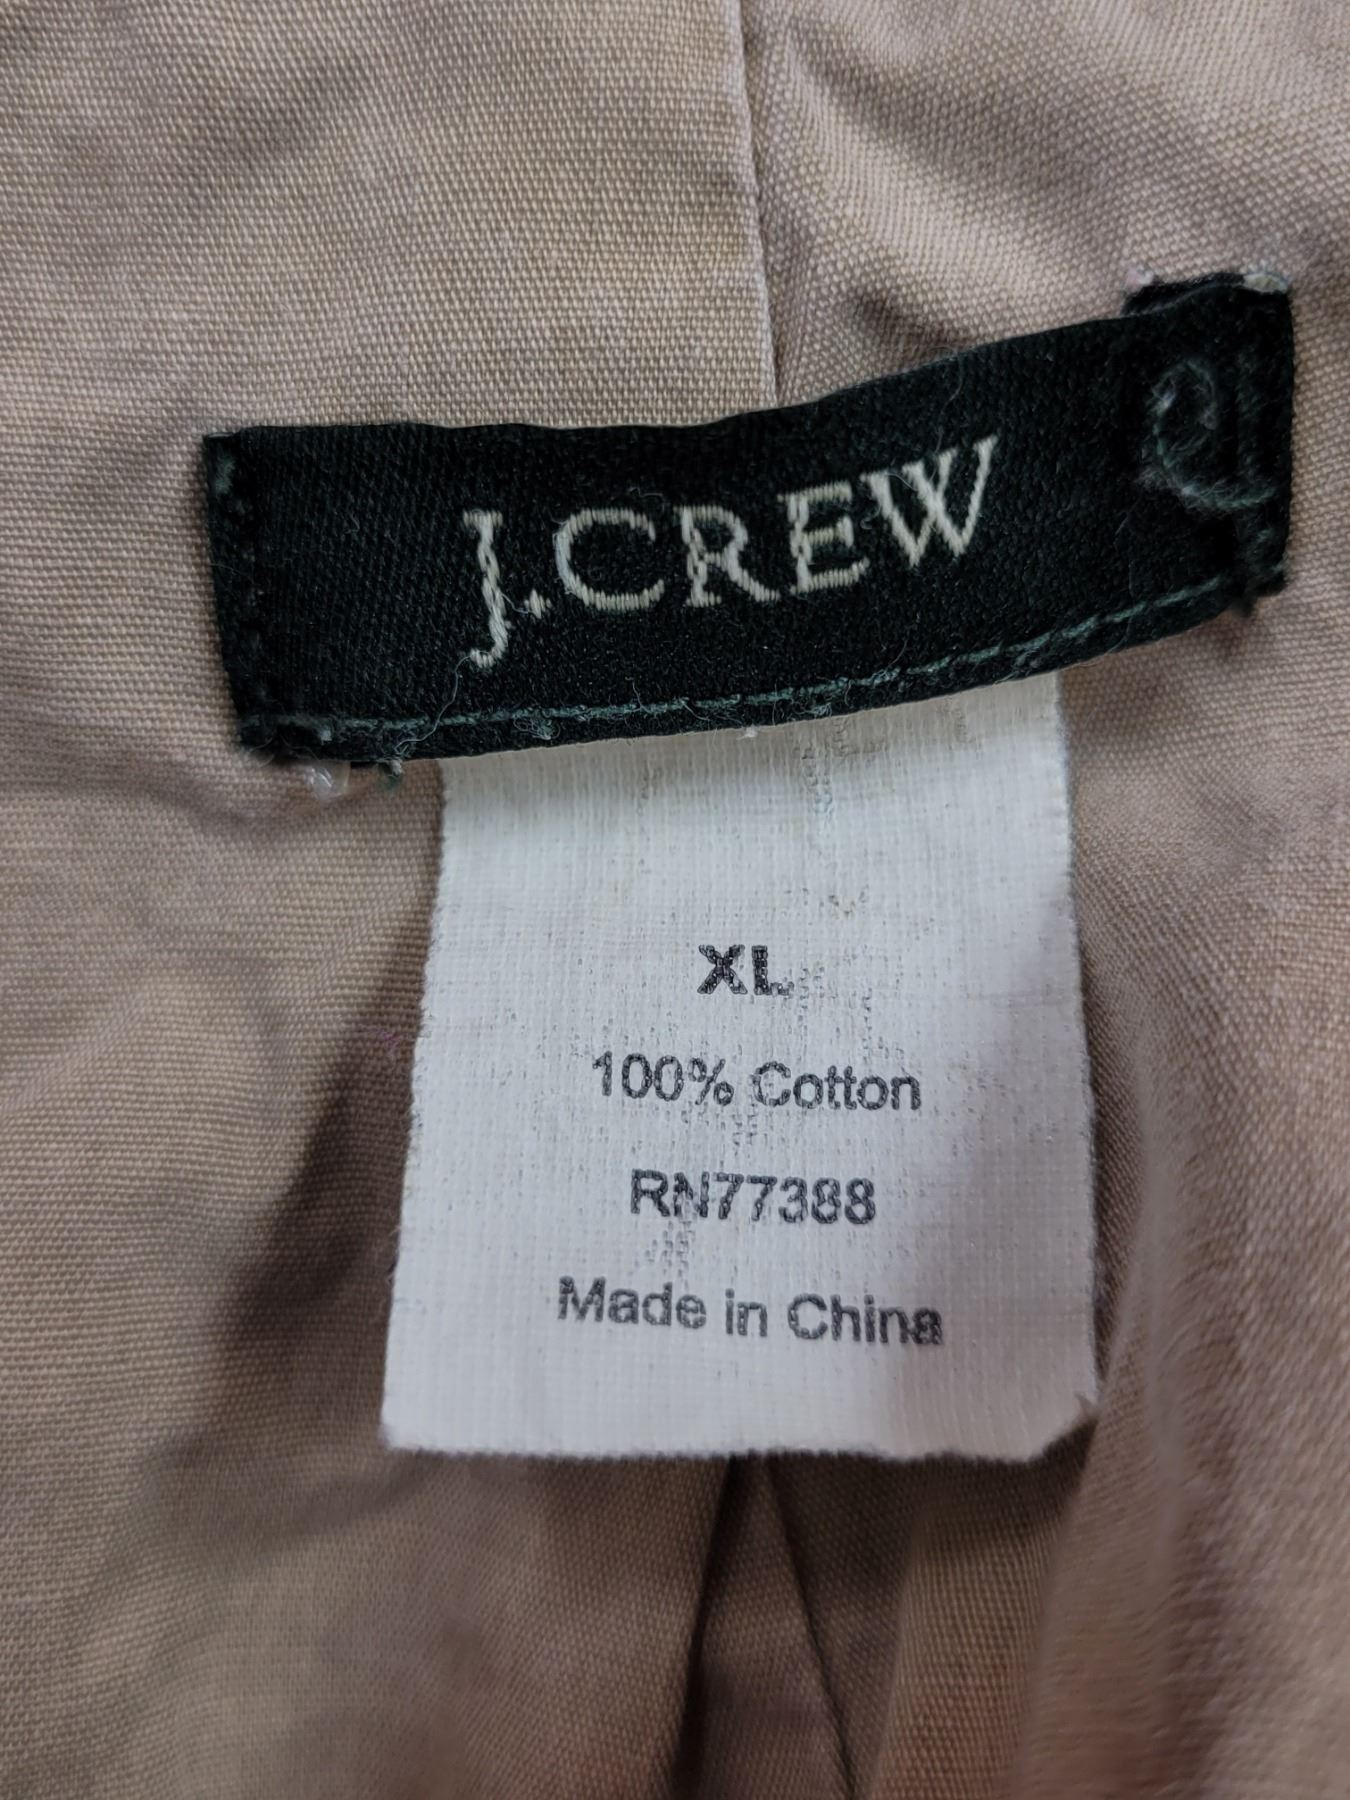 J.CREW
XL
100% Cotton
RN77388
Made in China